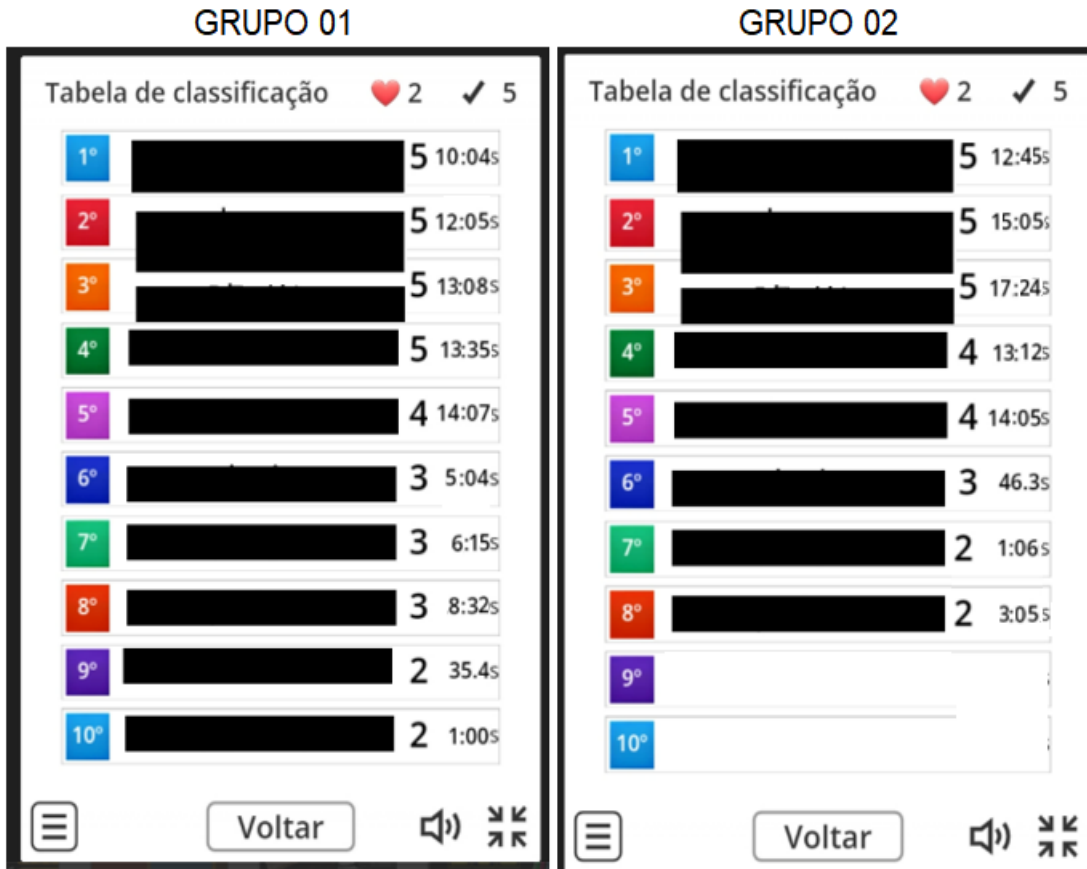 GRUPO 01
Tabela de classificação ❤ 2 ✓ 5
1º 5 10:04s
2º 5 12:05s
3º 5 13:08s
4º 5 13:35s
5º 4 14:07s
6º 3 5:04s
7º 3 6:15s
8º 3 8:32s
9º 2 35.4s
10º 2 1:00s
Voltar
GRUPO 02
Tabela de classificação ❤ 2 ✓ 5
1º 5 12:45s
2º 5 15:05s
3º 5 17:24s
4º 4 13:12s
5º 4 14:05s
6º 3 46.3s
7º 2 1:06s
8º 2 3:05s
9º
10º
Voltar